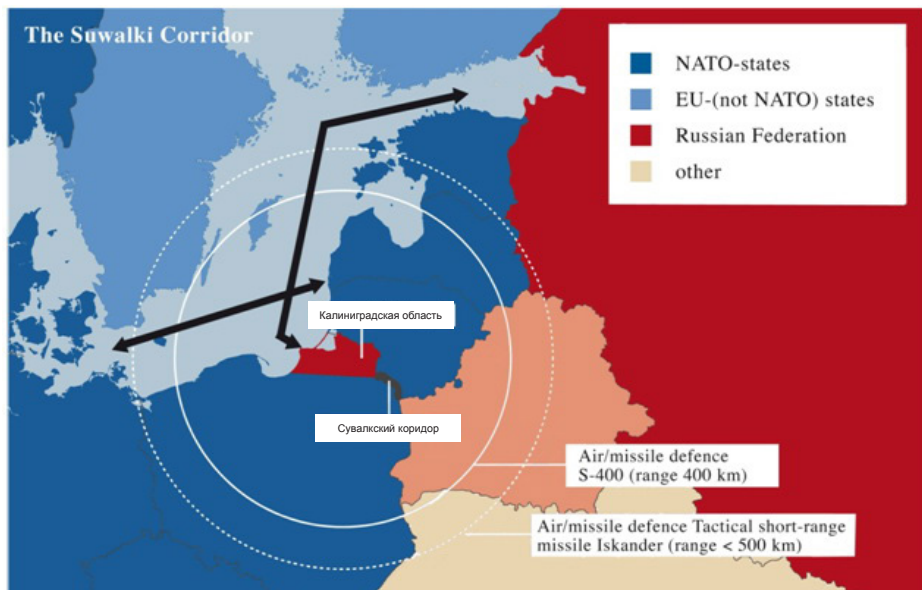 The Suwalki Corridor
NATO-states
EU-(not NATO) states
Russian Federation
other
Калиниградская область
Сувалкский коридор
Air/missile defence
S-400 (range 400 km)
Air/missile defence Tactical short-range
missile Iskander (range < 500 km)